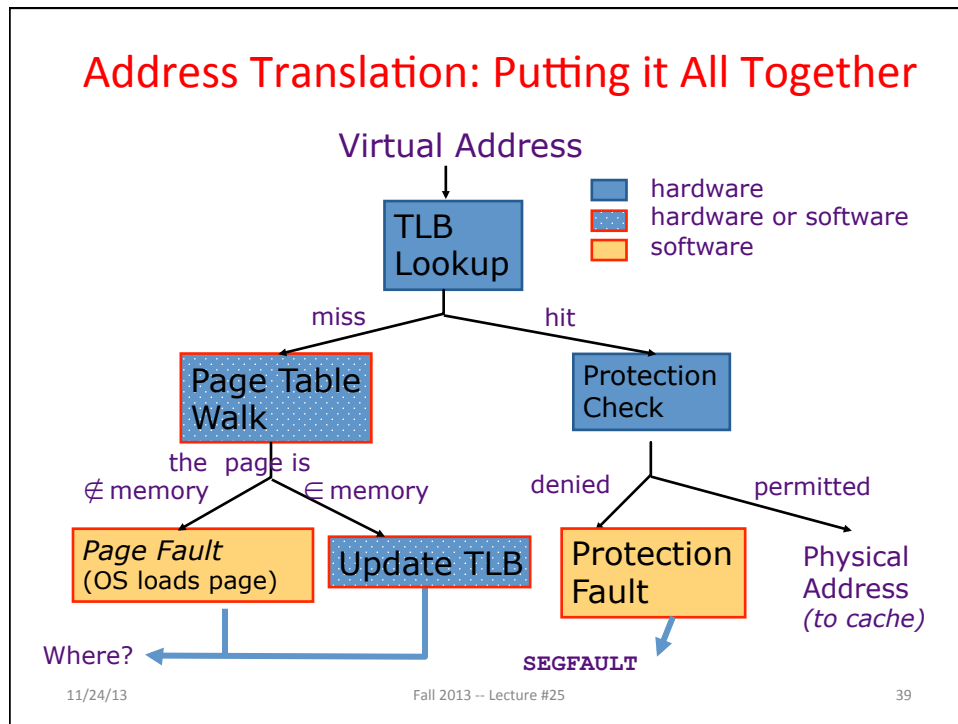 Address Translation: Putting it All Together
Virtual Address
hardware
hardware or software
software
TLB
Lookup
miss
hit
Page Table
Walk
Protection
Check
the page is
∉ memory
∈ memory
denied
permitted
Page Fault
(OS loads page)
Update TLB
Protection
Fault
Physical
Address
(to cache)
Where?
SEGFAULT
11/24/13
Fall 2013 -- Lecture #25
39